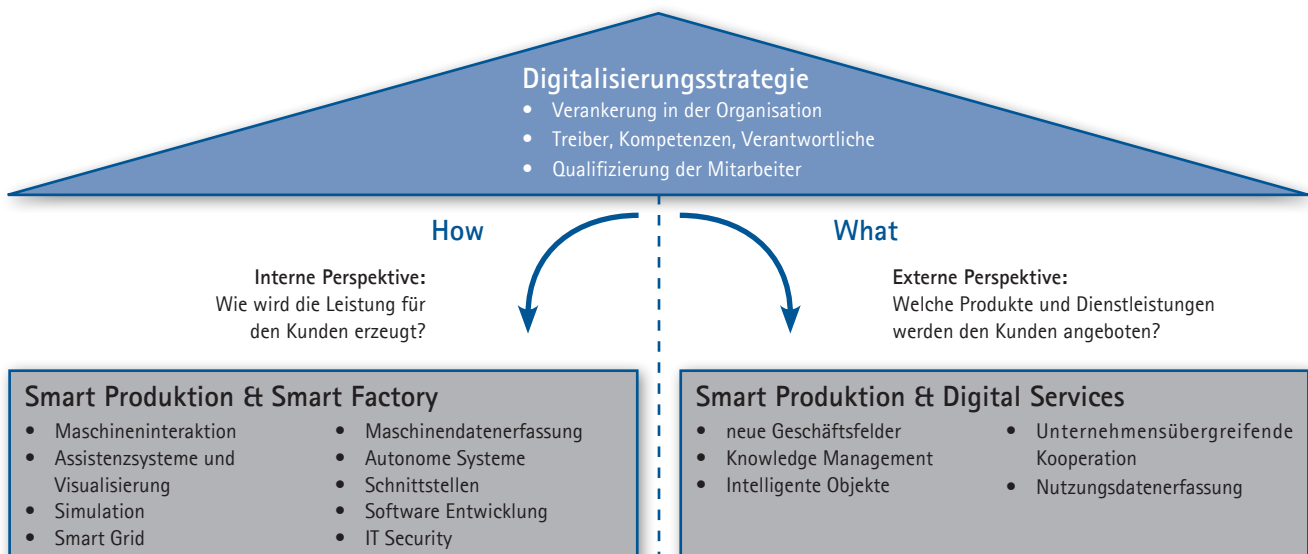 Digitalisierungsstrategie
• Verankerung in der Organisation
• Treiber, Kompetenzen, Verantwortliche
• Qualifizierung der Mitarbeiter
How
Interne Perspektive:
Wie wird die Leistung für
den Kunden erzeugt?
What
Externe Perspektive:
Welche Produkte und Dienstleistungen
werden den Kunden angeboten?
Smart Produktion & Smart Factory
• Maschineninteraktion
• Assistenzsysteme und
Visualisierung
• Simulation
• Smart Grid
• Maschinendatenerfassung
• Autonome Systeme
• Schnittstellen
• Software Entwicklung
• IT Security
Smart Produktion & Digital Services
• neue Geschäftsfelder
• Knowledge Management
• Intelligente Objekte
• Unternehmensübergreifende
Kooperation
• Nutzungsdatenerfassung